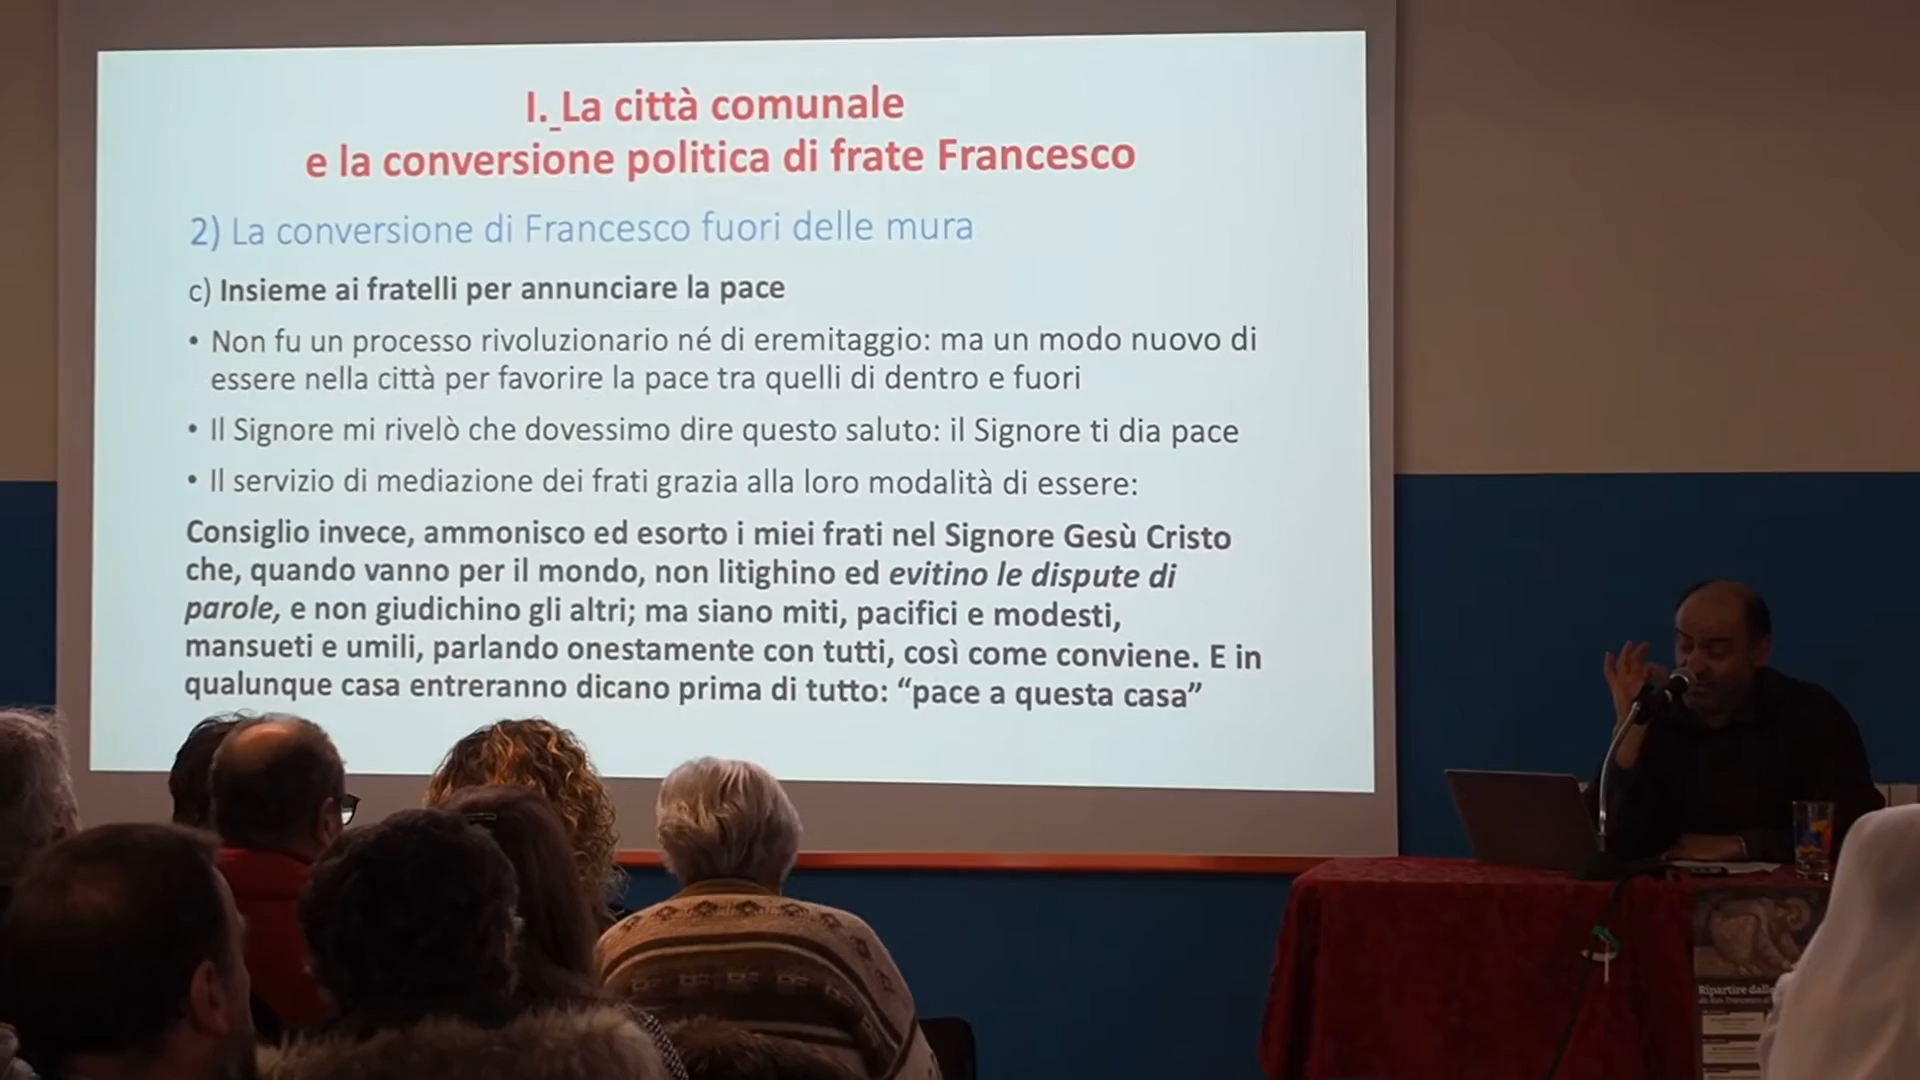 I. La città comunale
e la conversione politica di frate Francesco
2) La conversione di Francesco fuori delle mura
c) Insieme ai fratelli per annunciare la pace
• Non fu un processo rivoluzionario né di eremitaggio: ma un modo nuovo di
essere nella città per favorire la pace tra quelli di dentro e fuori
• Il Signore mi rivelò che dovessimo dire questo saluto: il Signore ti dia pace
• Il servizio di mediazione dei frati grazia alla loro modalità di essere:
Consiglio invece, ammonisco ed esorto i miei frati nel Signore Gesù Cristo
che, quando vanno per il mondo, non litighino ed evitino le dispute di
parole, e non giudichino gli altri; ma siano miti, pacifici e modesti,
mansueti e umili, parlando onestamente con tutti, così come conviene. E in
qualunque casa entreranno dicano prima di tutto: “pace a questa casa”
Ripartire